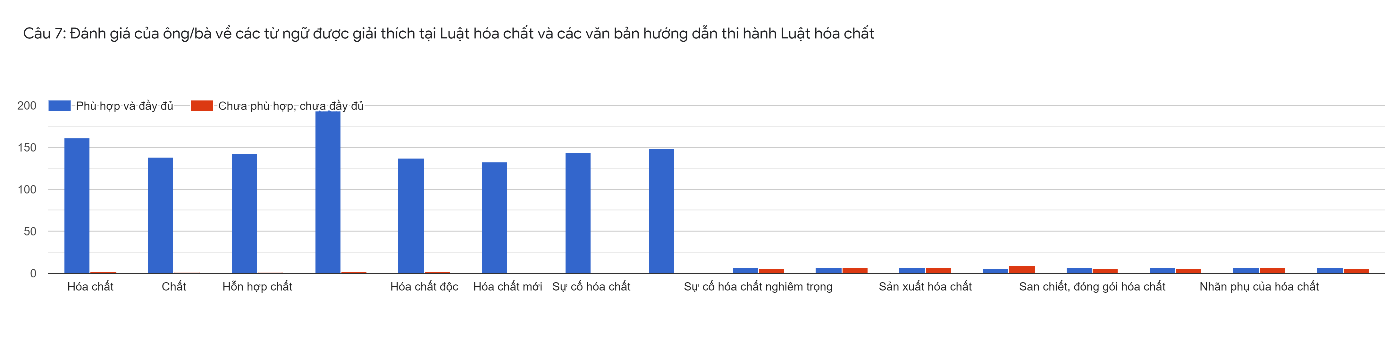 Câu 7: Đánh giá của ông/bà về các từ ngữ được giải thích tại Luật hóa chất và các văn bản hướng dẫn thi hành Luật hóa chất
200
Phù hợp và đầy đủ
Chưa phù hợp, chưa đầy đủ
150
100
50
0
Hóa chất
Chất
Hỗn hợp chất
Hóa chất độc
Hóa chất mới
Sự cố hóa chất
Sự cố hóa chất nghiêm trọng
Sản xuất hóa chất
San chiết, đóng gói hóa chất
Nhãn phụ của hóa chất